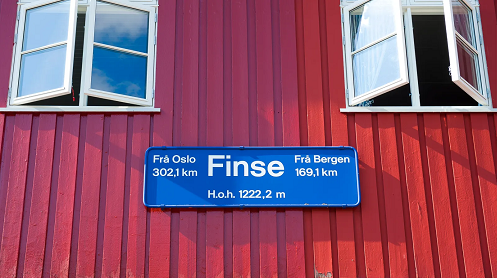 Frå Oslo Finse Frå Bergen
302,1 km 169,1 km
H.o.h. 1222,2 m